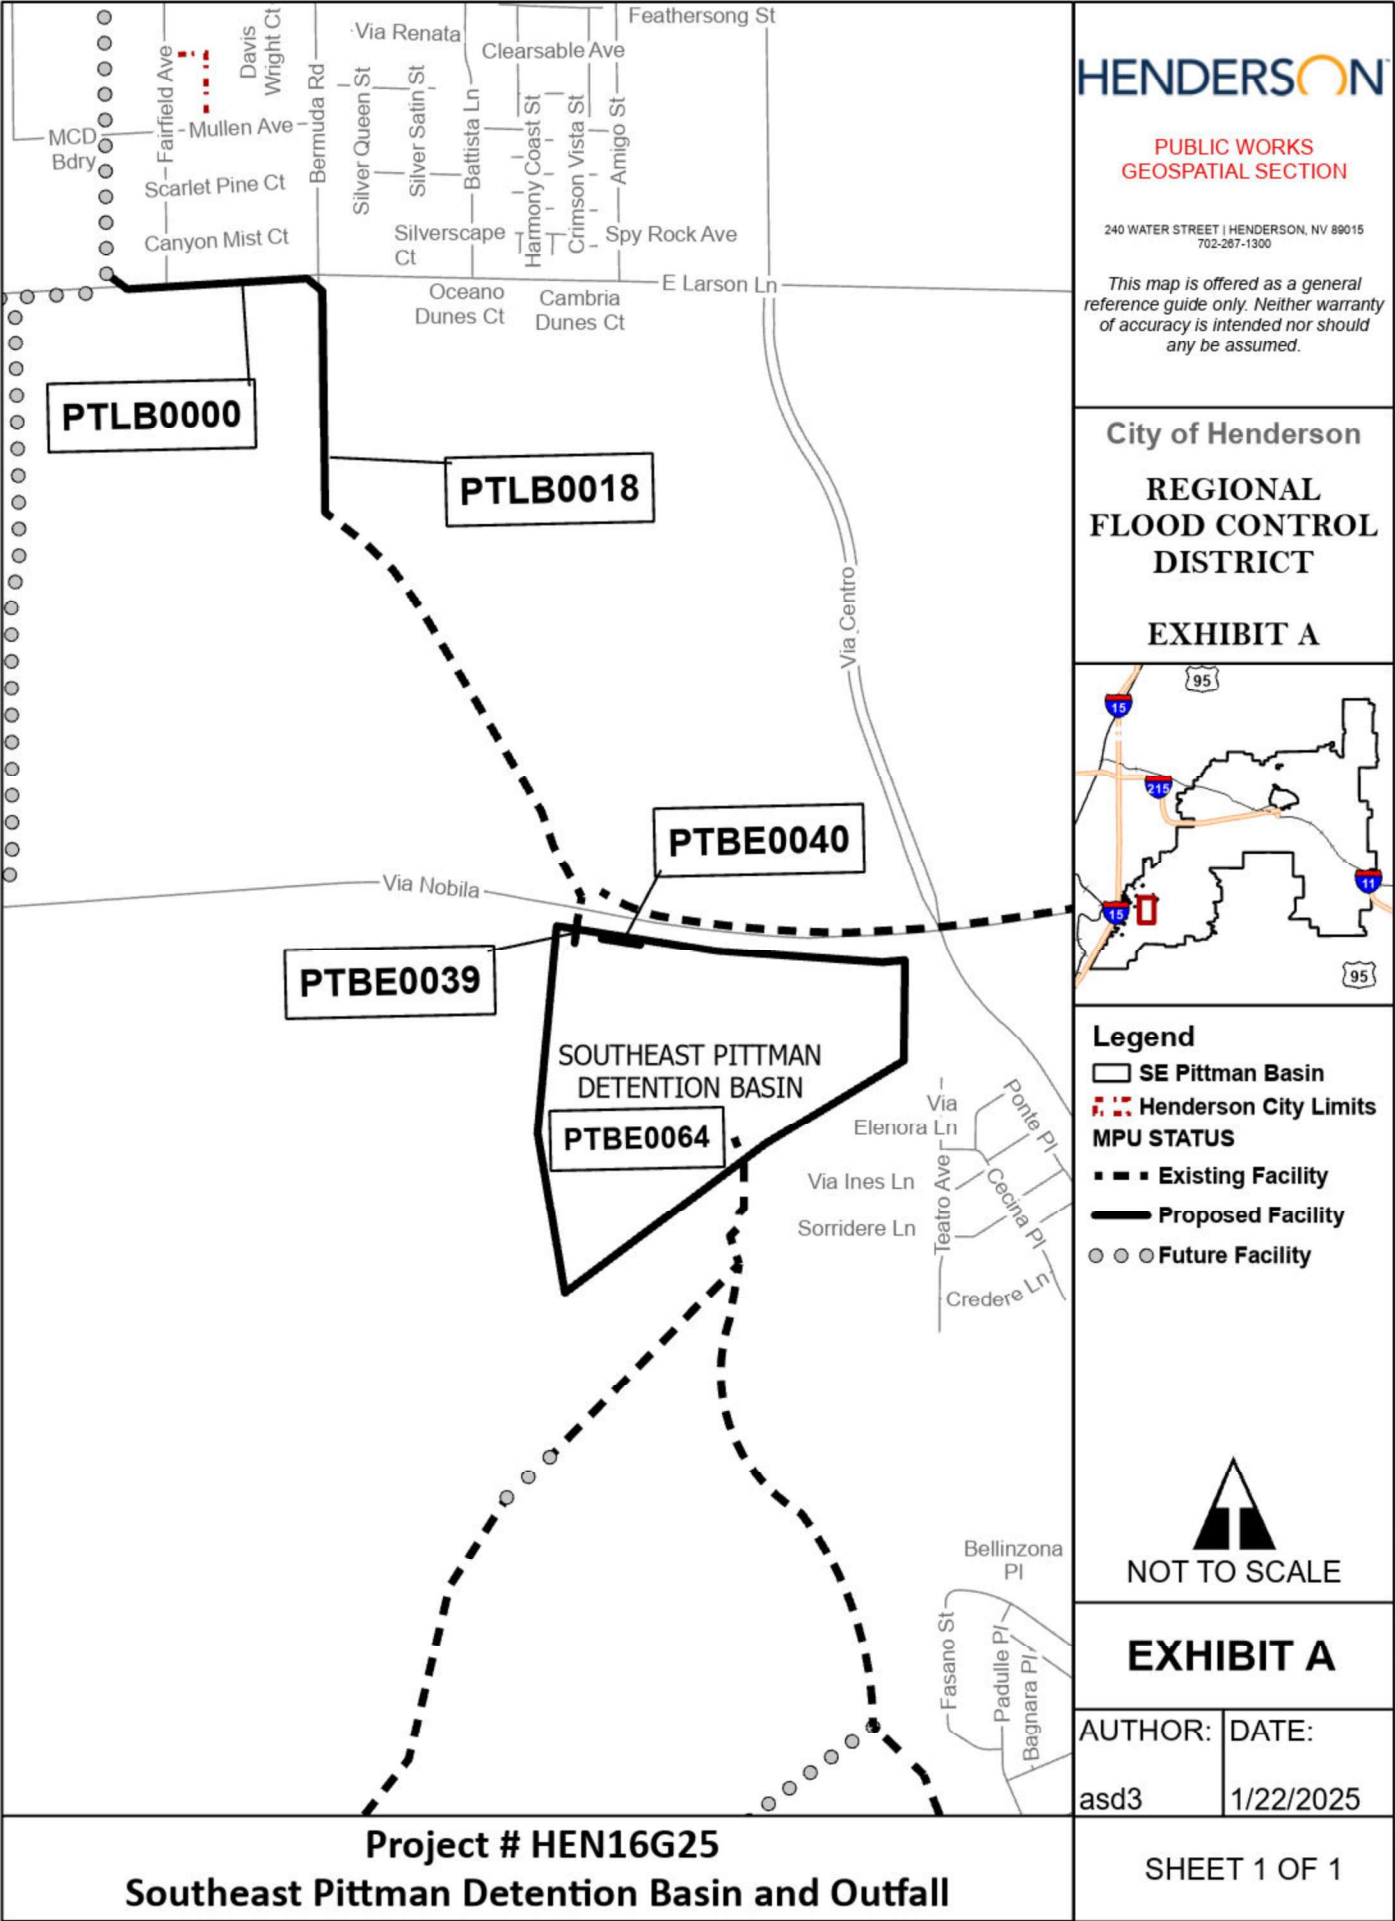 Feathersong St
Via Renata
Clearsable Ave
Davis
Wright Ct
Fairfield Ave
Bermuda Rd
Silver Queen St
Silver Satin St
Battista Ln
Harmony Coast St
Crimson Vista St
Amigo St
MCD
Bdry
Mullen Ave
Scarlet Pine Ct
Canyon Mist Ct
Silverscape
Ct
Spy Rock Ave
E Larson Ln
Oceano
Dunes Ct
Cambria
Dunes Ct
PTLB0000
PTLB0018
Via Centro
PTBE0040
Via Nobila
PTBE0039
SOUTHEAST PITTMAN
DETENTION BASIN
PTBE0064
Via
Elenora Ln
Ponte Pl
Via Ines Ln
Teatro Ave
Cecina Pl
Sorridere Ln
Credere Ln
Bellinzona
Pl
Fasano St
Padulle Pl
Bagnara Pl
Project # HEN16G25
Southeast Pittman Detention Basin and Outfall
HENDERSON
PUBLIC WORKS
GEOSPATIAL SECTION
240 WATER STREET | HENDERSON, NV 89015
702-267-1300
This map is offered as a general
reference guide only. Neither warranty
of accuracy is intended nor should
any be assumed.
City of Henderson
REGIONAL
FLOOD CONTROL
DISTRICT
EXHIBIT A
95
15
215
11
15
95
Legend
SE Pittman Basin
Henderson City Limits
MPU STATUS
Existing Facility
Proposed Facility
Future Facility
NOT TO SCALE
EXHIBIT A
AUTHOR:
asd3
DATE:
1/22/2025
SHEET 1 OF 1